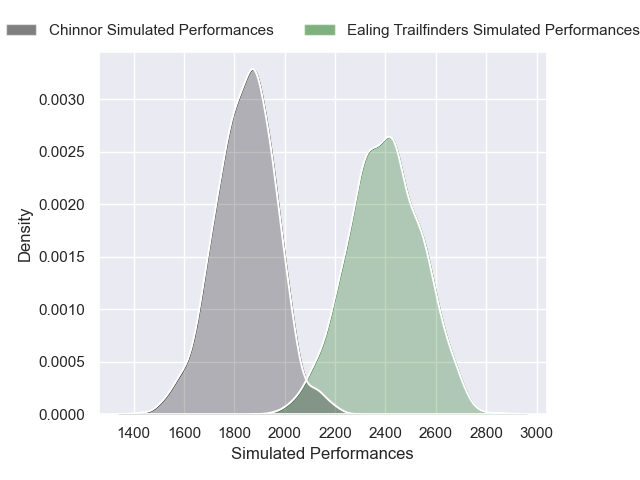 Chinnor Simulated Performances
Ealing Trailfinders Simulated Performances
0.0030
0.0025
0.0020
0.0015
0.0010
0.0005
0.0000
Density
1400 1600 1800 2000 2200 2400 2600 2800 3000
Simulated Performances